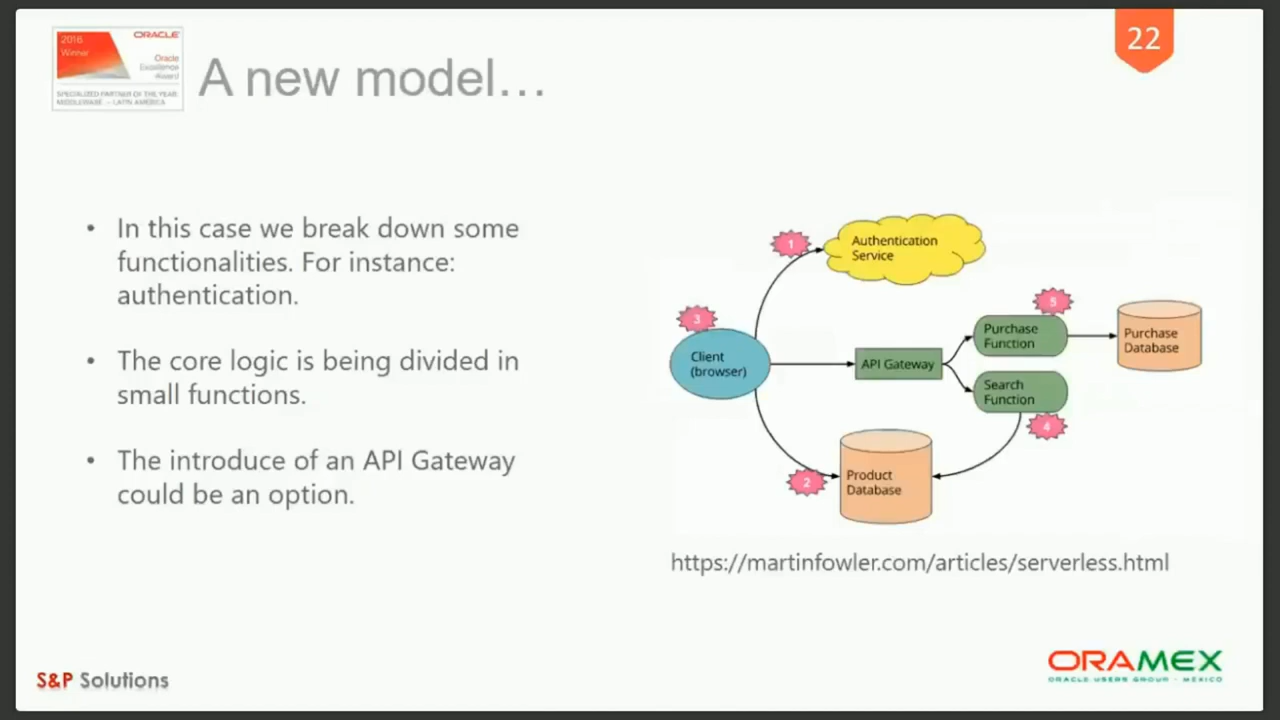 2016
Winner
ORACLE
Oracle
Excellence
Award
SPECIALIZED PARTNER OF THE YEAR
MIDDLEWARE – LATIN AMERICA
A new model…
22
• In this case we break down some
functionalities. For instance:
authentication.
• The core logic is being divided in
small functions.
• The introduce of an API Gateway
could be an option.
1
Authentication
Service
3
Client
(browser)
API Gateway
5
Purchase
Function
Purchase
Database
Search
Function
4
2
Product
Database
https://martinfowler.com/articles/serverless.html
S&P Solutions
ORAMEX
ORACLE USERS GROUP - MEXICO